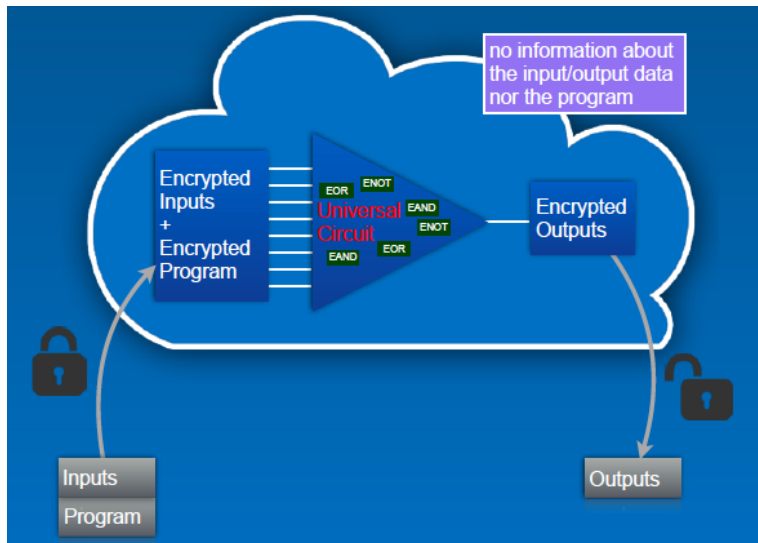 no information about
the input/output data
nor the program
Encrypted
Inputs
+
Encrypted
Program
EOR
ENOT
Universal
Circuit
EAND
ENOT
EOR
EAND
Encrypted
Outputs
Inputs
Program
Outputs